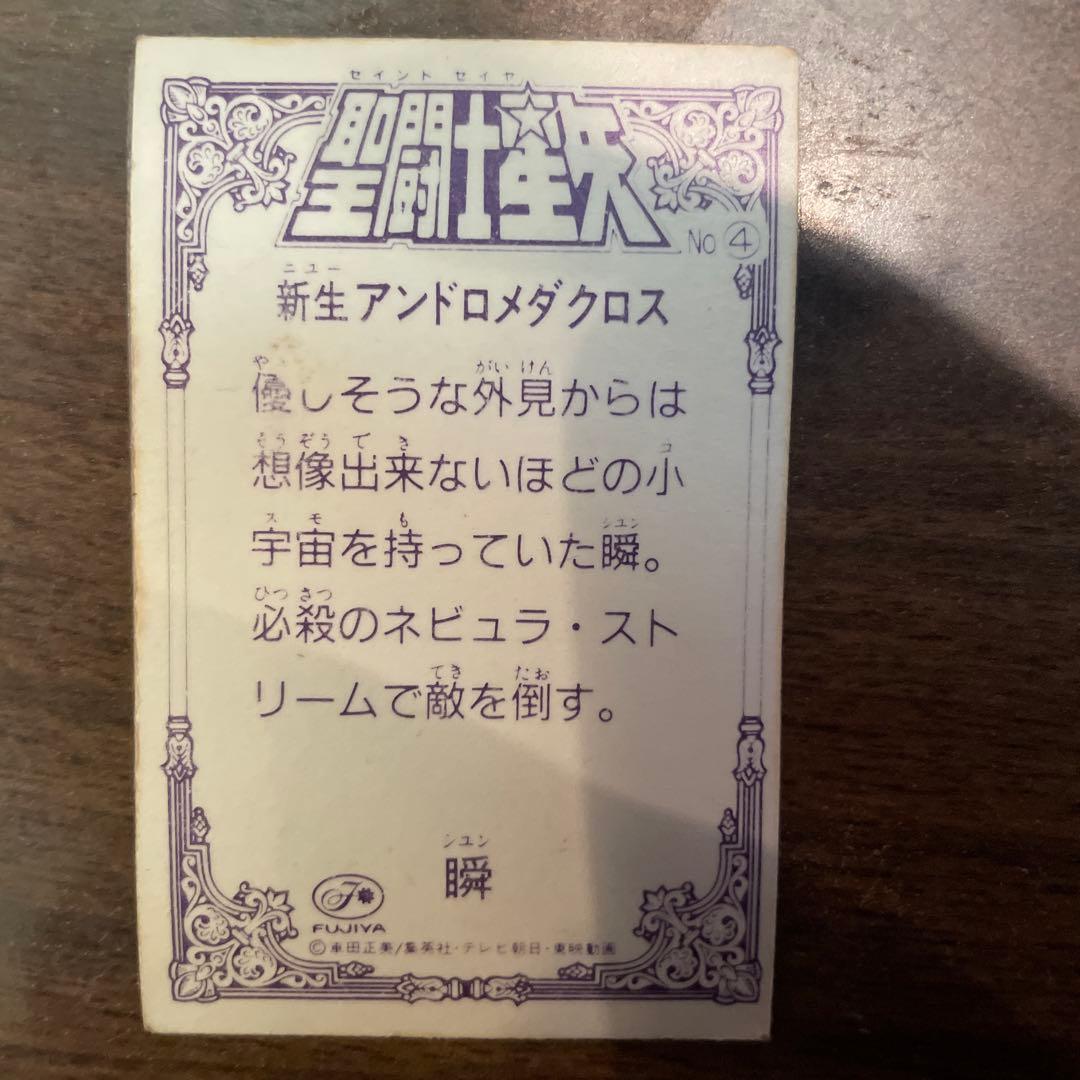 セイント セイヤ
聖闘士星矢
No ④
ニュー
新生アンドロメダクロス
や
優しそうな外見からは
がい けん
想像出来ないほどの小
そう ぞう で き コ
宇宙を持っていた瞬。
ス モ も シュン
必殺のネビュラ・スト
ひっ さつ
リームで敵を倒す。
てき たお
シュン
瞬
FUJIYA
©車田正美/集英社・テレビ朝日・東映動画